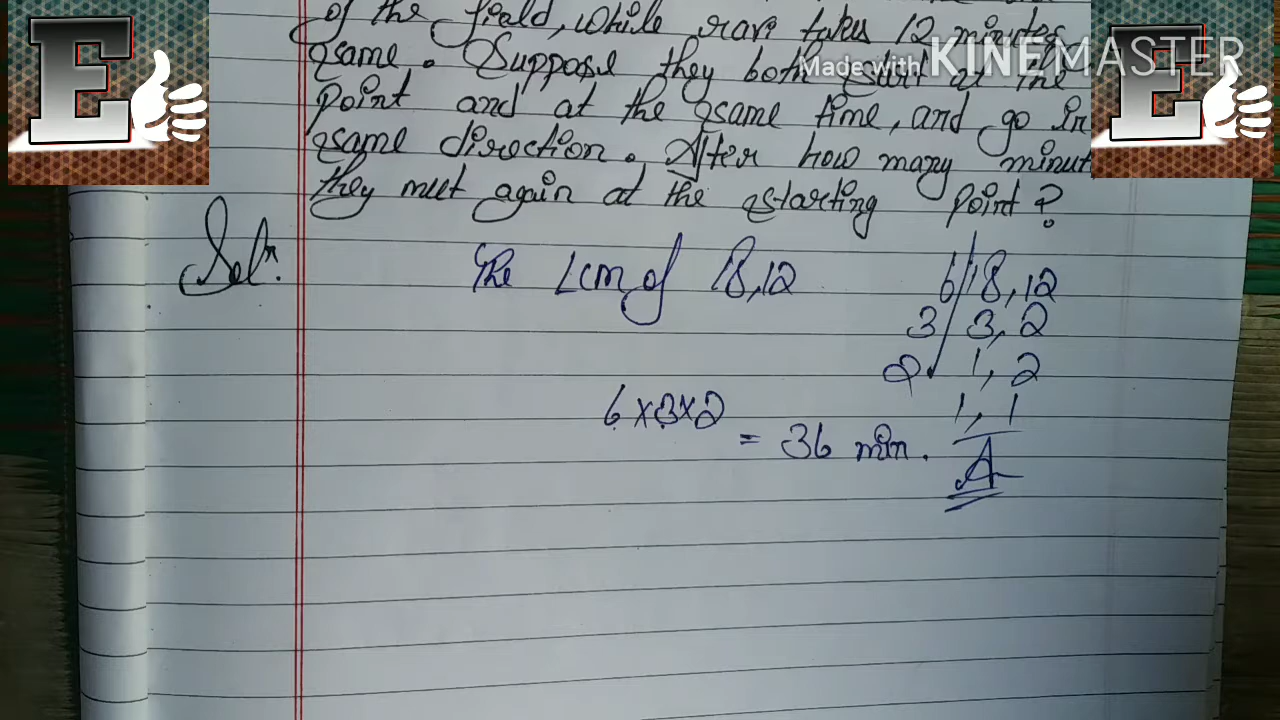 of the field, while ravi takes 12 minutes
same. Suppose they both start at the
Made with KINEMASTER
point and at the same time, and go in
same direction. After how many minut
they meet again at the starting point?
Soln.
The LCM of 18,12
6 18,12
3 3, 2
2 1, 2
1, 1
6×3×2
= 36 min. A
E
E